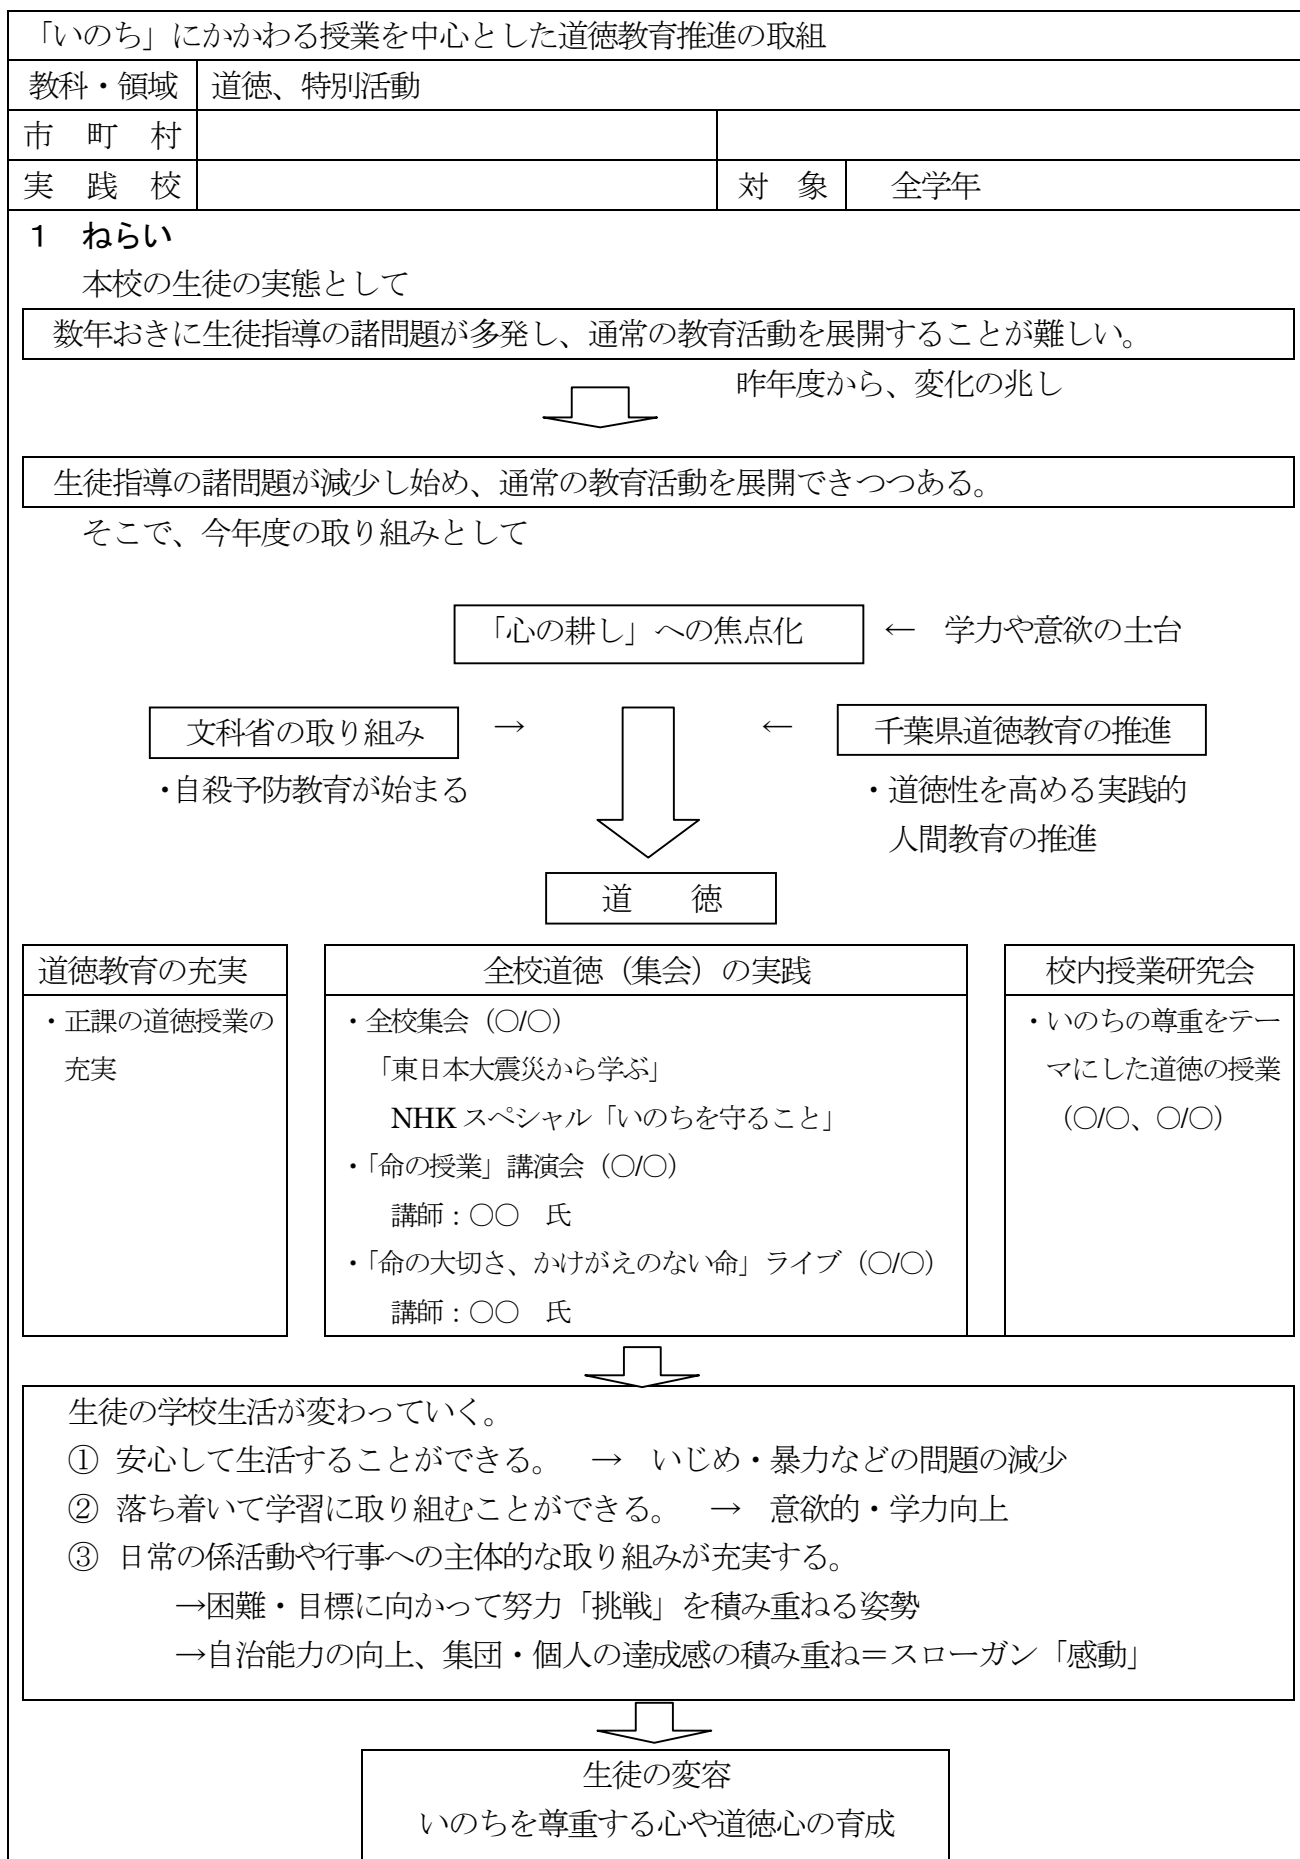 「いのち」にかかわる授業を中心とした道徳教育推進の取組
教科・領域 道徳、特別活動
市　町　村
実　践　校 対　象 全学年
１　ねらい
本校の生徒の実態として
数年おきに生徒指導の諸問題が多発し、通常の教育活動を展開することが難しい。
昨年度から、変化の兆し
生徒指導の諸問題が減少し始め、通常の教育活動を展開できつつある。
そこで、今年度の取り組みとして
「心の耕し」への焦点化 ← 学力や意欲の土台
文科省の取り組み → ← 千葉県道徳教育の推進
・自殺予防教育が始まる ・道徳性を高める実践的
人間教育の推進
道　　徳
道徳教育の充実
・正課の道徳授業の
充実
全校道徳（集会）の実践
・全校集会（○/○）
「東日本大震災から学ぶ」
NHK スペシャル「いのちを守ること」
・「命の授業」講演会（○/○）
講師：○○　氏
・「命の大切さ、かけがえのない命」ライブ（○/○）
講師：○○　氏
校内授業研究会
・いのちの尊重をテー
マにした道徳の授業
（○/○、○/○）
生徒の学校生活が変わっていく。
① 安心して生活することができる。　→　いじめ・暴力などの問題の減少
② 落ち着いて学習に取り組むことができる。　→　意欲的・学力向上
③ 日常の係活動や行事への主体的な取り組みが充実する。
→困難・目標に向かって努力「挑戦」を積み重ねる姿勢
→自治能力の向上、集団・個人の達成感の積み重ね＝スローガン「感動」
生徒の変容
いのちを尊重する心や道徳心の育成